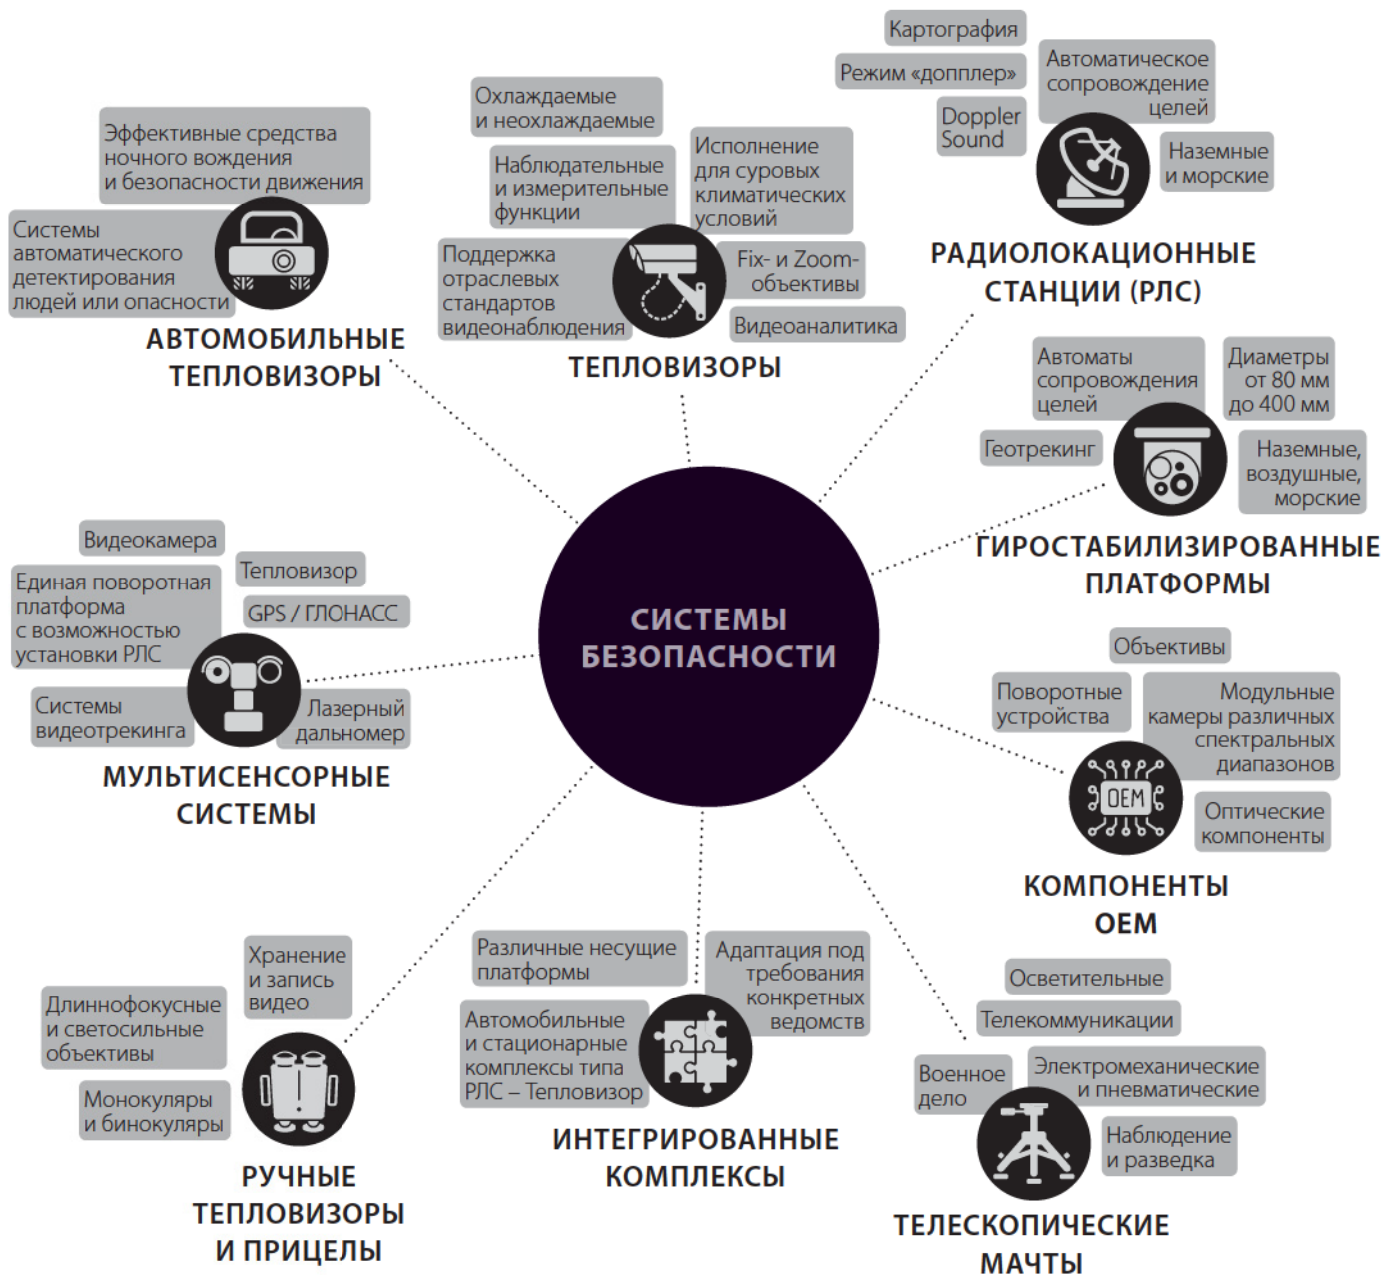 Картография
Режим «допплер»
Doppler
Sound
Автоматическое
сопровождение
целей
Наземные
и морские
РАДИОЛОКАЦИОННЫЕ
СТАНЦИИ (РЛС)
Охлаждаемые
и неохлаждаемые
Наблюдательные
и измерительные
функции
Исполнение
для суровых
климатических
условий
Поддержка
отраслевых
стандартов
видеонаблюдения
Fix- и Zoom-
объективы
Видеоаналитика
ТЕПЛОВИЗОРЫ
Эффективные средства
ночного вождения
и безопасности движения
Системы
автоматического
детектирования
людей или опасности
АВТОМОБИЛЬНЫЕ
ТЕПЛОВИЗОРЫ
Автоматы
сопровождения
целей
Диаметры
от 80 мм
до 400 мм
Геотрекинг
Наземные,
воздушные,
морские
ГИРОСТАБИЛИЗИРОВАННЫЕ
ПЛАТФОРМЫ
СИСТЕМЫ
БЕЗОПАСНОСТИ
Видеокамера
Тепловизор
Единая поворотная
платформа
с возможностью
установки РЛС
GPS / ГЛОНАСС
Системы
видеотрекинга
Лазерный
дальномер
МУЛЬТИСЕНСОРНЫЕ
СИСТЕМЫ
Объективы
Поворотные
устройства
Модульные
камеры различных
спектральных
диапазонов
OEM
Оптические
компоненты
КОМПОНЕНТЫ
OEM
Хранение
и запись
видео
Длиннофокусные
и светосильные
объективы
Монокуляры
и бинокуляры
РУЧНЫЕ
ТЕПЛОВИЗОРЫ
И ПРИЦЕЛЫ
Различные несущие
платформы
Адаптация под
требования
конкретных
ведомств
Автомобильные
и стационарные
комплексы типа
РЛС – Тепловизор
ИНТЕГРИРОВАННЫЕ
КОМПЛЕКСЫ
Осветительные
Телекоммуникации
Военное
дело
Электромеханические
и пневматические
Наблюдение
и разведка
ТЕЛЕСКОПИЧЕСКИЕ
МАЧТЫ